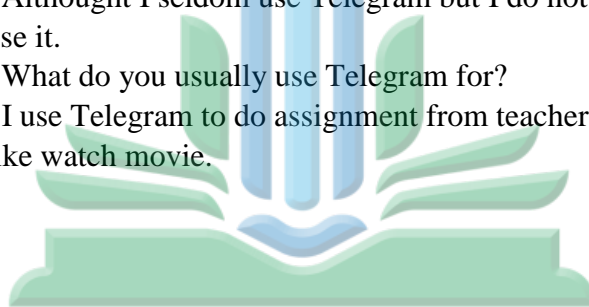 Althought I seldom use Telegram but I do not
se it.
What do you usually use Telegram for?
I use Telegram to do assignment from teacher
ke watch movie.